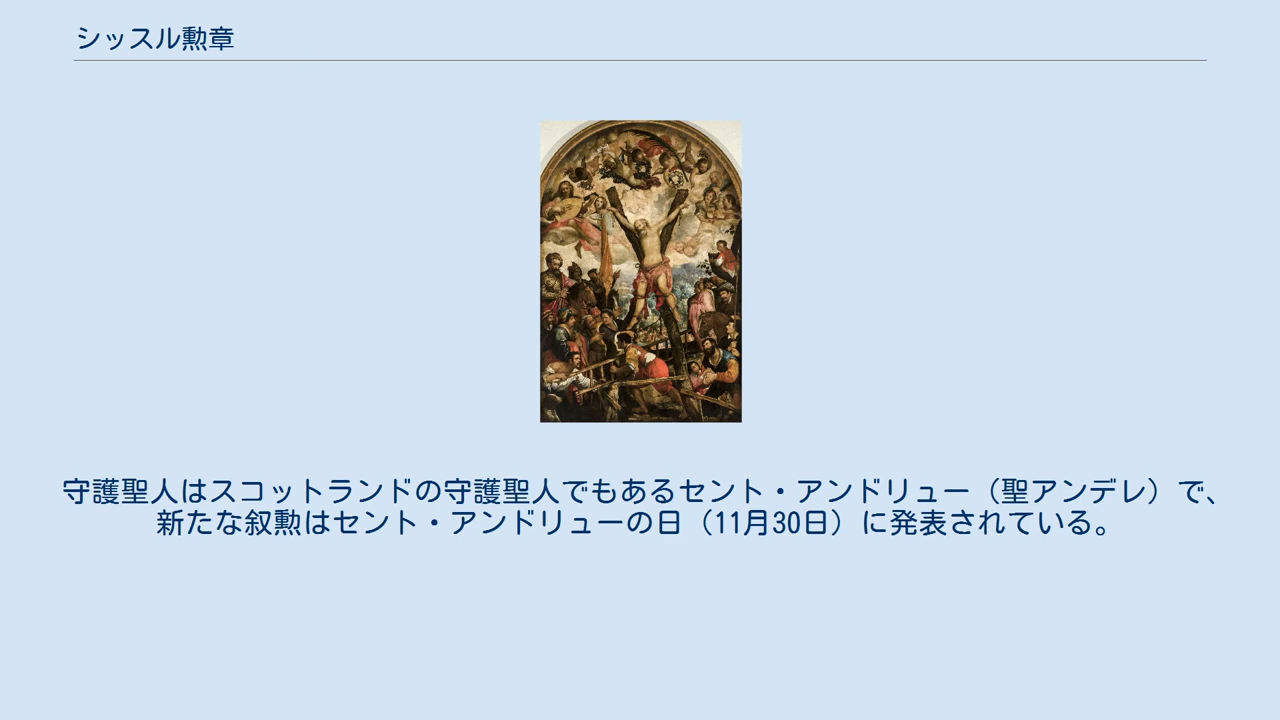 シッスル勲章
守護聖人はスコットランドの守護聖人でもあるセント・アンドリュー（聖アンデレ）で、
新たな叙勲はセント・アンドリューの日（11月30日）に発表されている。